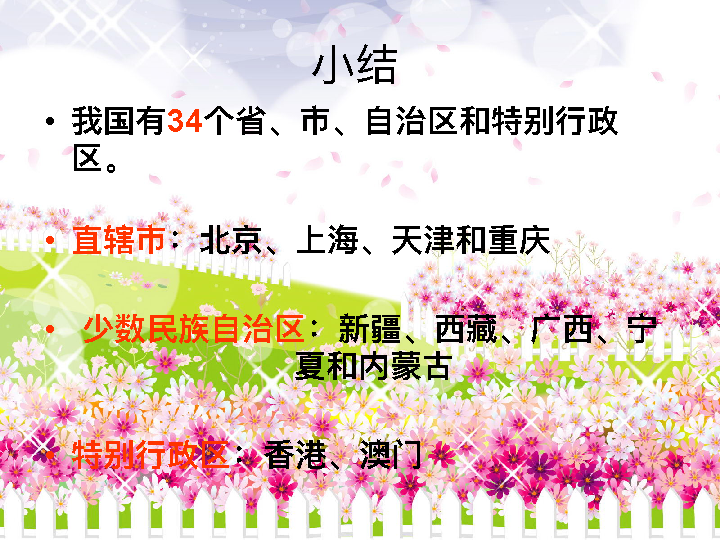 小结
• 我国有34个省、市、自治区和特别行政
区。
• 直辖市：北京、上海、天津和重庆
• 少数民族自治区：新疆、西藏、广西、宁
夏和内蒙古
• 特别行政区：香港、澳门